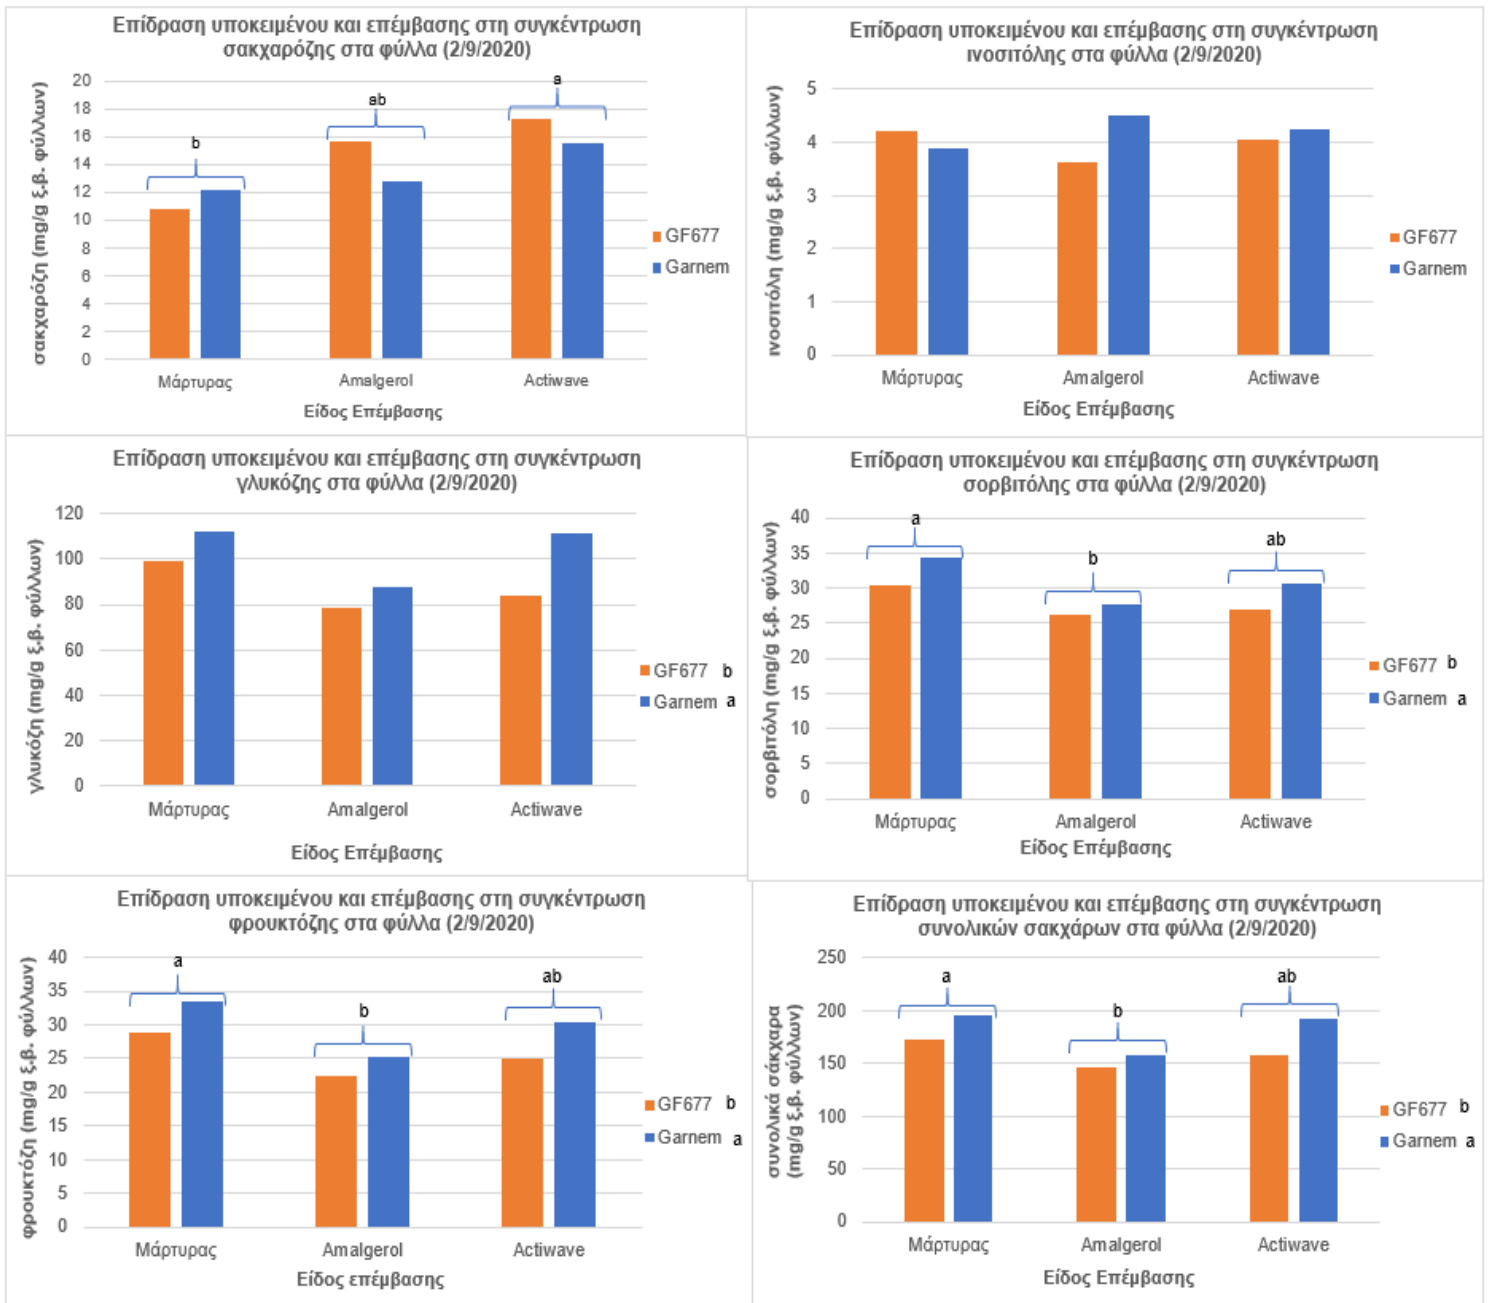 Επίδραση υποκειμένου και επέμβασης στη συγκέντρωση
σακχαρόζης στα φύλλα (2/9/2020)
σακχαρόζη (mg/g ξ.β. φύλλων)
20
18
16
14
12
10
8
6
4
2
0
b
ab
a
Μάρτυρας
Amalgerol
Actiwave
Είδος Επέμβασης
GF677
Garnem
Επίδραση υποκειμένου και επέμβασης στη συγκέντρωση
ινοσιτόλης στα φύλλα (2/9/2020)
ινοσιτόλη (mg/g ξ.β. φύλλων)
5
4
3
2
1
0
Μάρτυρας
Amalgerol
Actiwave
Είδος Επέμβασης
GF677
Garnem
Επίδραση υποκειμένου και επέμβασης στη συγκέντρωση
γλυκόζης στα φύλλα (2/9/2020)
γλυκόζη (mg/g ξ.β. φύλλων)
120
100
80
60
40
20
0
Μάρτυρας
Amalgerol
Actiwave
Είδος Επέμβασης
GF677 b
Garnem a
Επίδραση υποκειμένου και επέμβασης στη συγκέντρωση
σορβιτόλης στα φύλλα (2/9/2020)
σορβιτόλη (mg/g ξ.β. φύλλων)
40
35
30
25
20
15
10
5
0
a
b
ab
Μάρτυρας
Amalgerol
Actiwave
Είδος Επέμβασης
GF677 b
Garnem a
Επίδραση υποκειμένου και επέμβασης στη συγκέντρωση
φρουκτόζης στα φύλλα (2/9/2020)
φρουκτόζη (mg/g ξ.β. φύλλων)
40
35
30
25
20
15
10
5
0
a
b
ab
Μάρτυρας
Amalgerol
Actiwave
Είδος επέμβασης
GF677 b
Garnem a
Επίδραση υποκειμένου και επέμβασης στη συγκέντρωση
συνολικών σακχάρων στα φύλλα (2/9/2020)
συνολικά σάκχαρα
(mg/g ξ.β. φύλλων)
250
200
150
100
50
0
a
b
ab
Μάρτυρας
Amalgerol
Actiwave
Είδος Επέμβασης
GF677 b
Garnem a